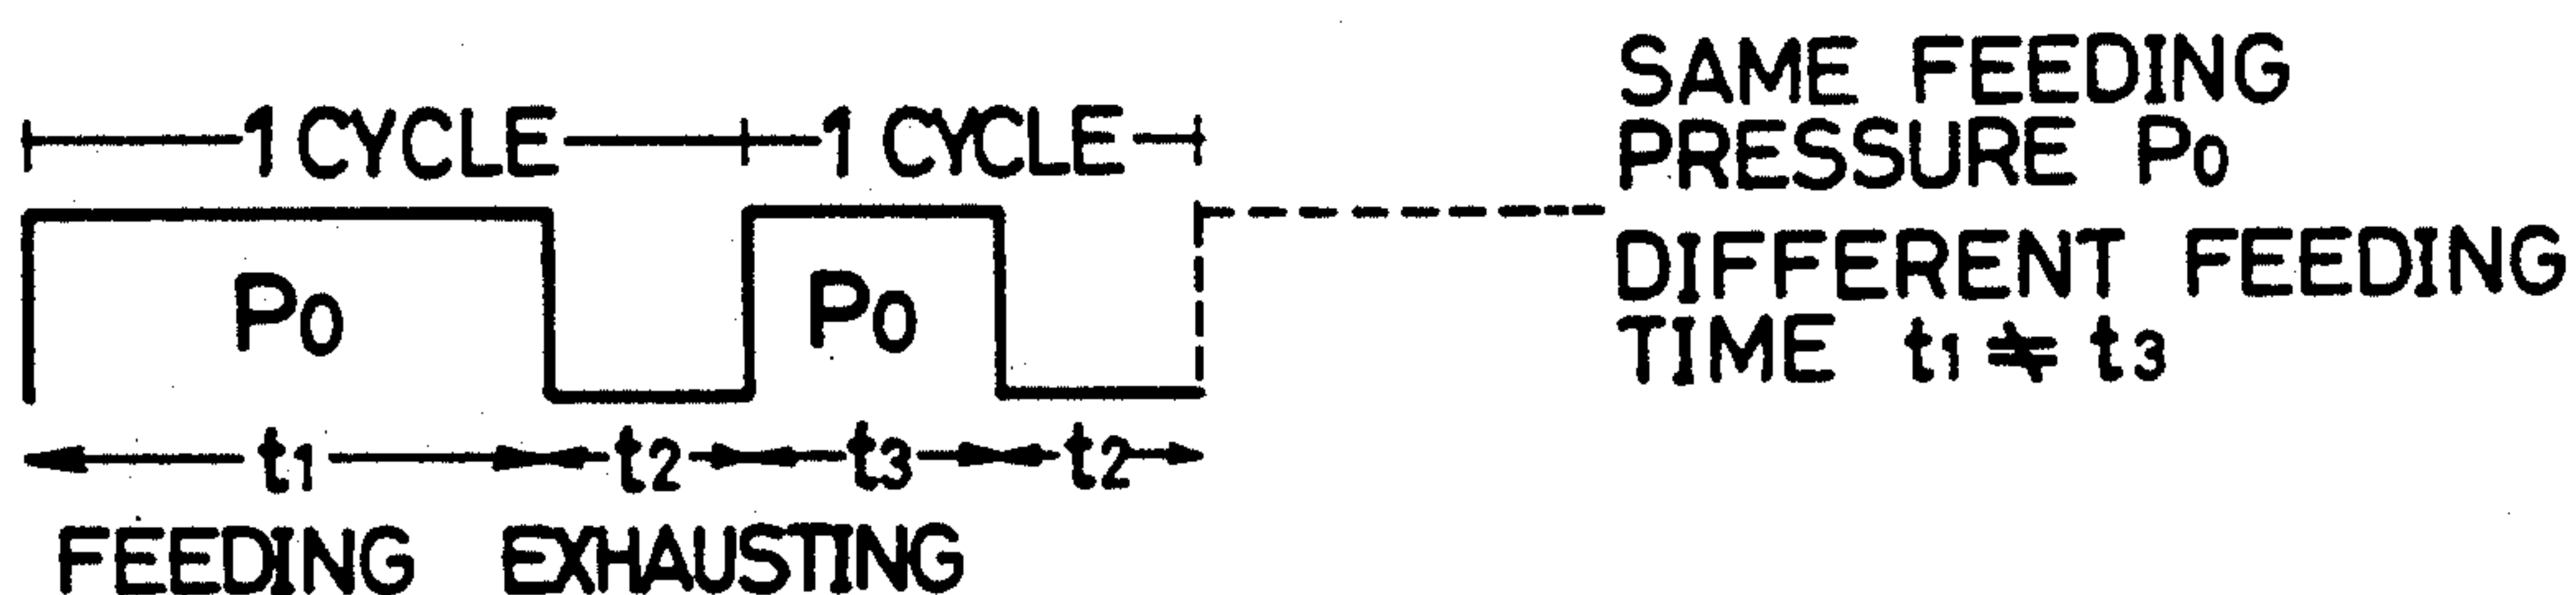 1 CYCLE 1 CYCLE
SAME FEEDING
PRESSURE P₀
P₀ P₀
DIFFERENT FEEDING
TIME t₁ ≠ t₃
t₁ t₂ t₃ t₂
FEEDING EXHAUSTING